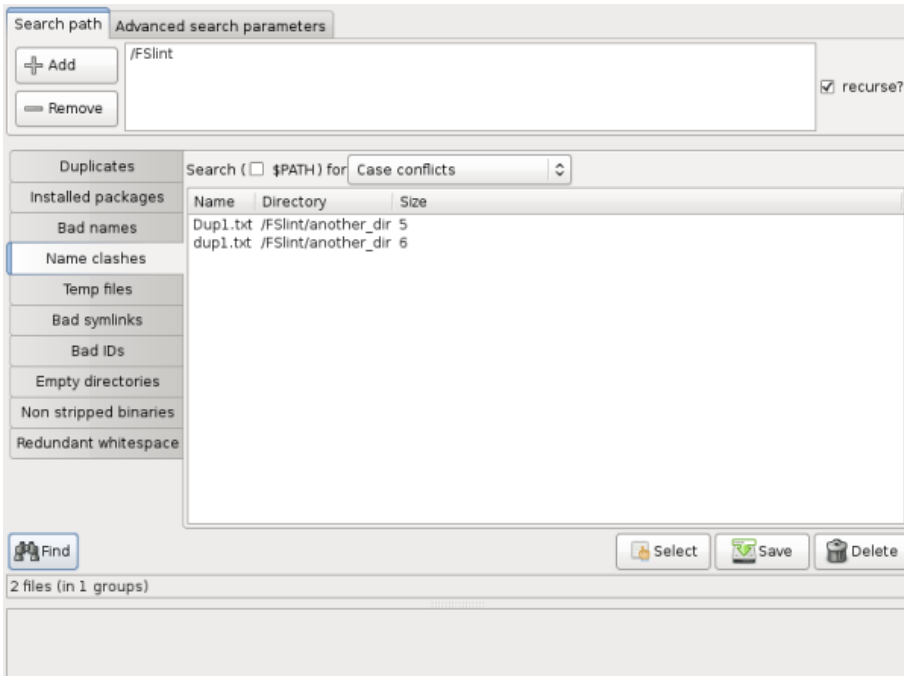 Search path Advanced search parameters
Add
/FSlint
Remove
recurse?
Duplicates
Installed packages
Bad names
Name clashes
Temp files
Bad symlinks
Bad IDs
Empty directories
Non stripped binaries
Redundant whitespace
Search ( $PATH ) for Case conflicts
Name Directory Size
Dup1.txt /FSlint/another_dir 5
dup1.txt /FSlint/another_dir 6
Find
Select Save Delete
2 files (in 1 groups)